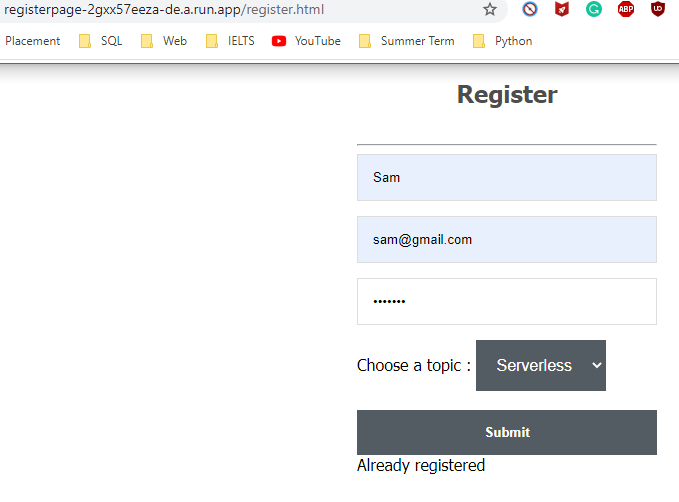 registerpage-2gxx57eeza-de.a.run.app/register.html
ABP
Placement SQL Web IELTS YouTube Summer Term Python
Register
Sam
sam@gmail.com
•••••••
Choose a topic : Serverless
Submit
Already registered